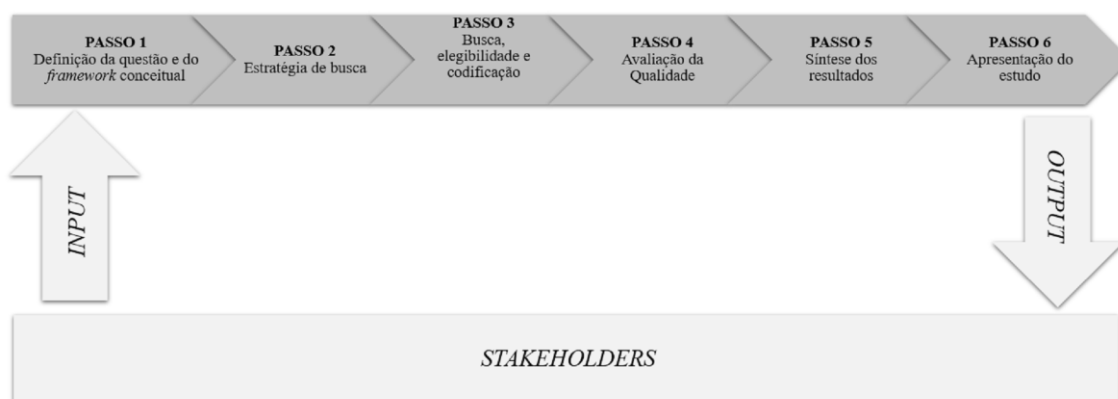 PASSO 1
Definição da questão e do
framework conceitual
PASSO 2
Estratégia de busca
PASSO 3
Busca,
elegibilidade e
codificação
PASSO 4
Avaliação da
Qualidade
PASSO 5
Síntese dos
resultados
PASSO 6
Apresentação do
estudo
INPUT
OUTPUT
STAKEHOLDERS